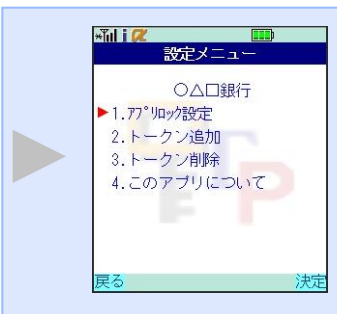 設定メニュー
○△□銀行
1.ｱﾌﾟﾘﾛｯｸ設定
2.トークン追加
3.トークン削除
4.このアプリについて
戻る 決定